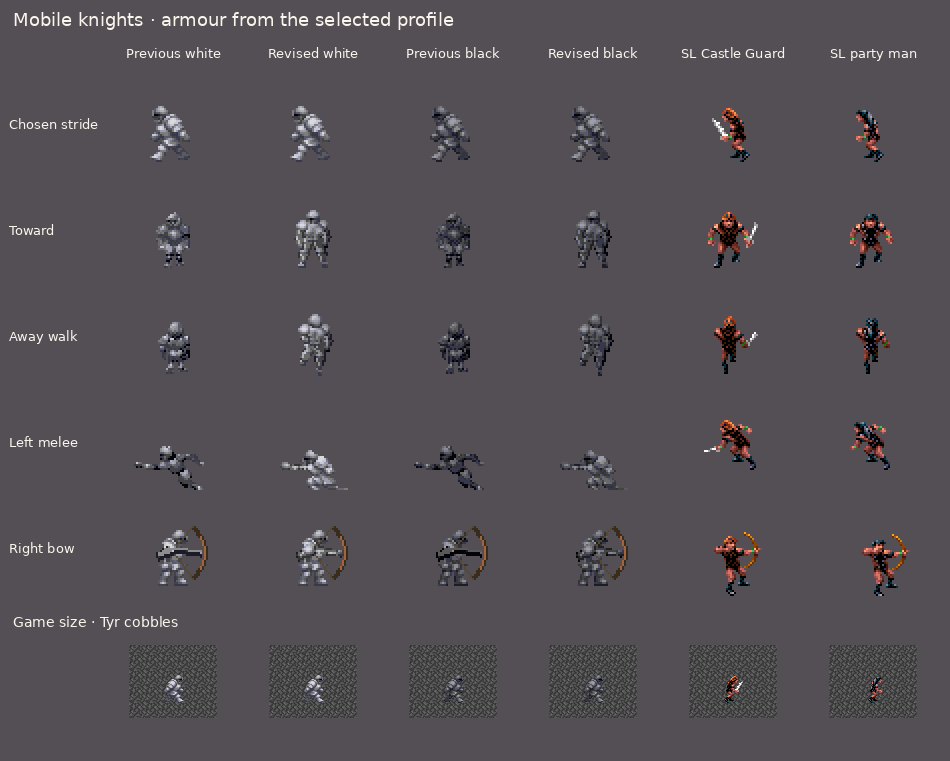 Mobile knights · armour from the selected profile
Previous white Revised white Previous black Revised black SL Castle Guard SL party man
Chosen stride
Toward
Away walk
Left melee
Right bow
Game size · Tyr cobbles